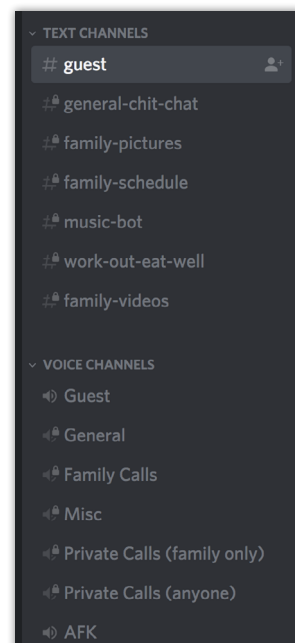 TEXT CHANNELS
# guest
general-chit-chat
family-pictures
family-schedule
music-bot
work-out-eat-well
family-videos
VOICE CHANNELS
Guest
General
Family Calls
Misc
Private Calls (family only)
Private Calls (anyone)
AFK